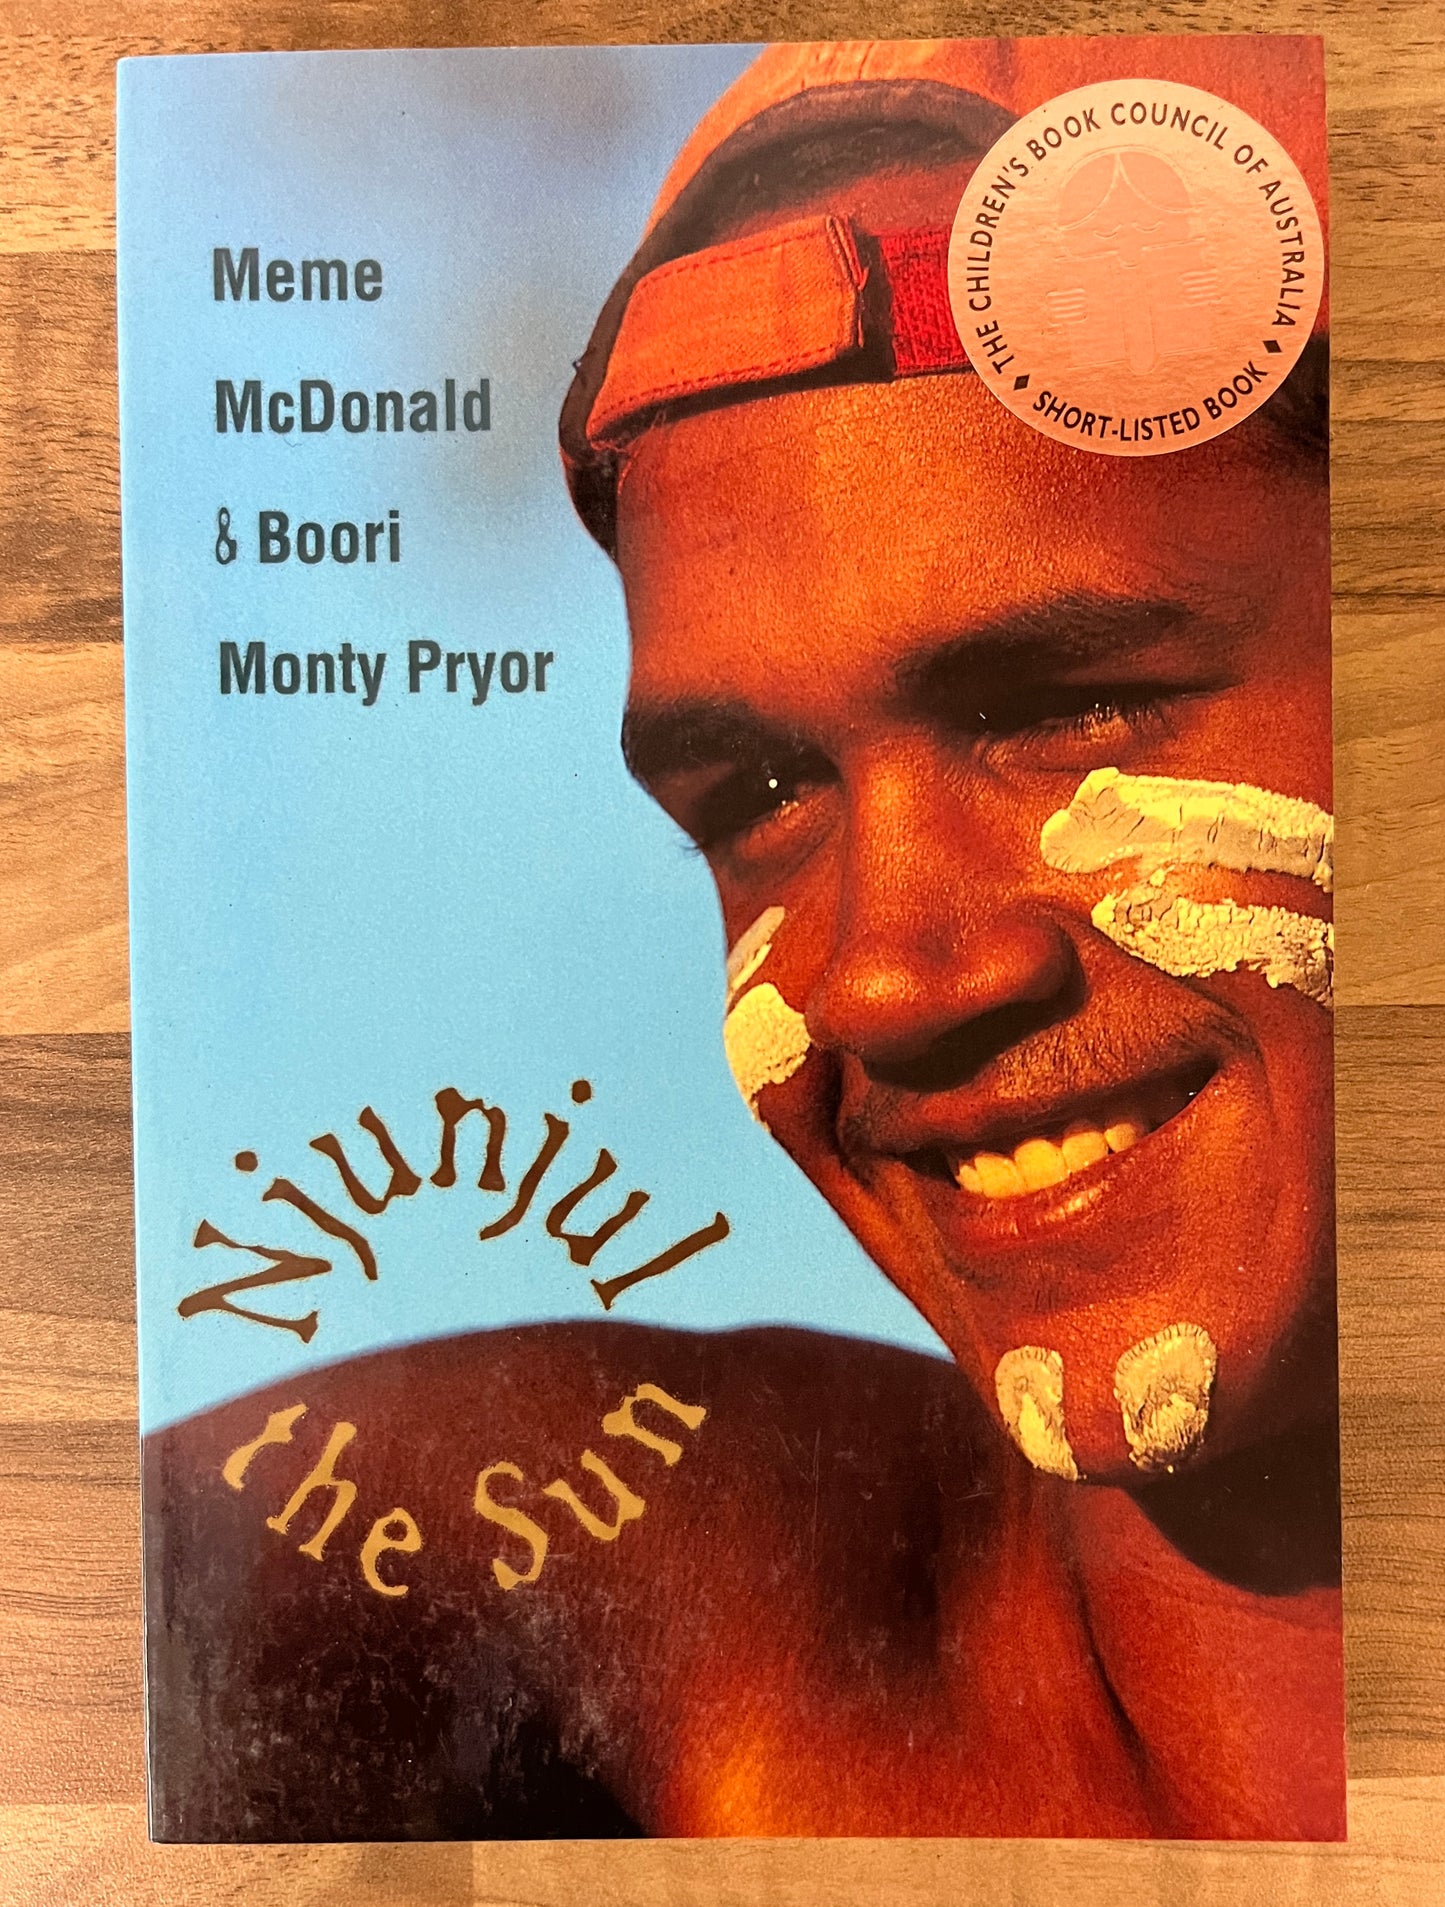 Meme
McDonald
& Boori
Monty Pryor
THE CHILDREN'S BOOK COUNCIL OF AUSTRALIA
SHORT-LISTED BOOK
Njunjul
the Sun